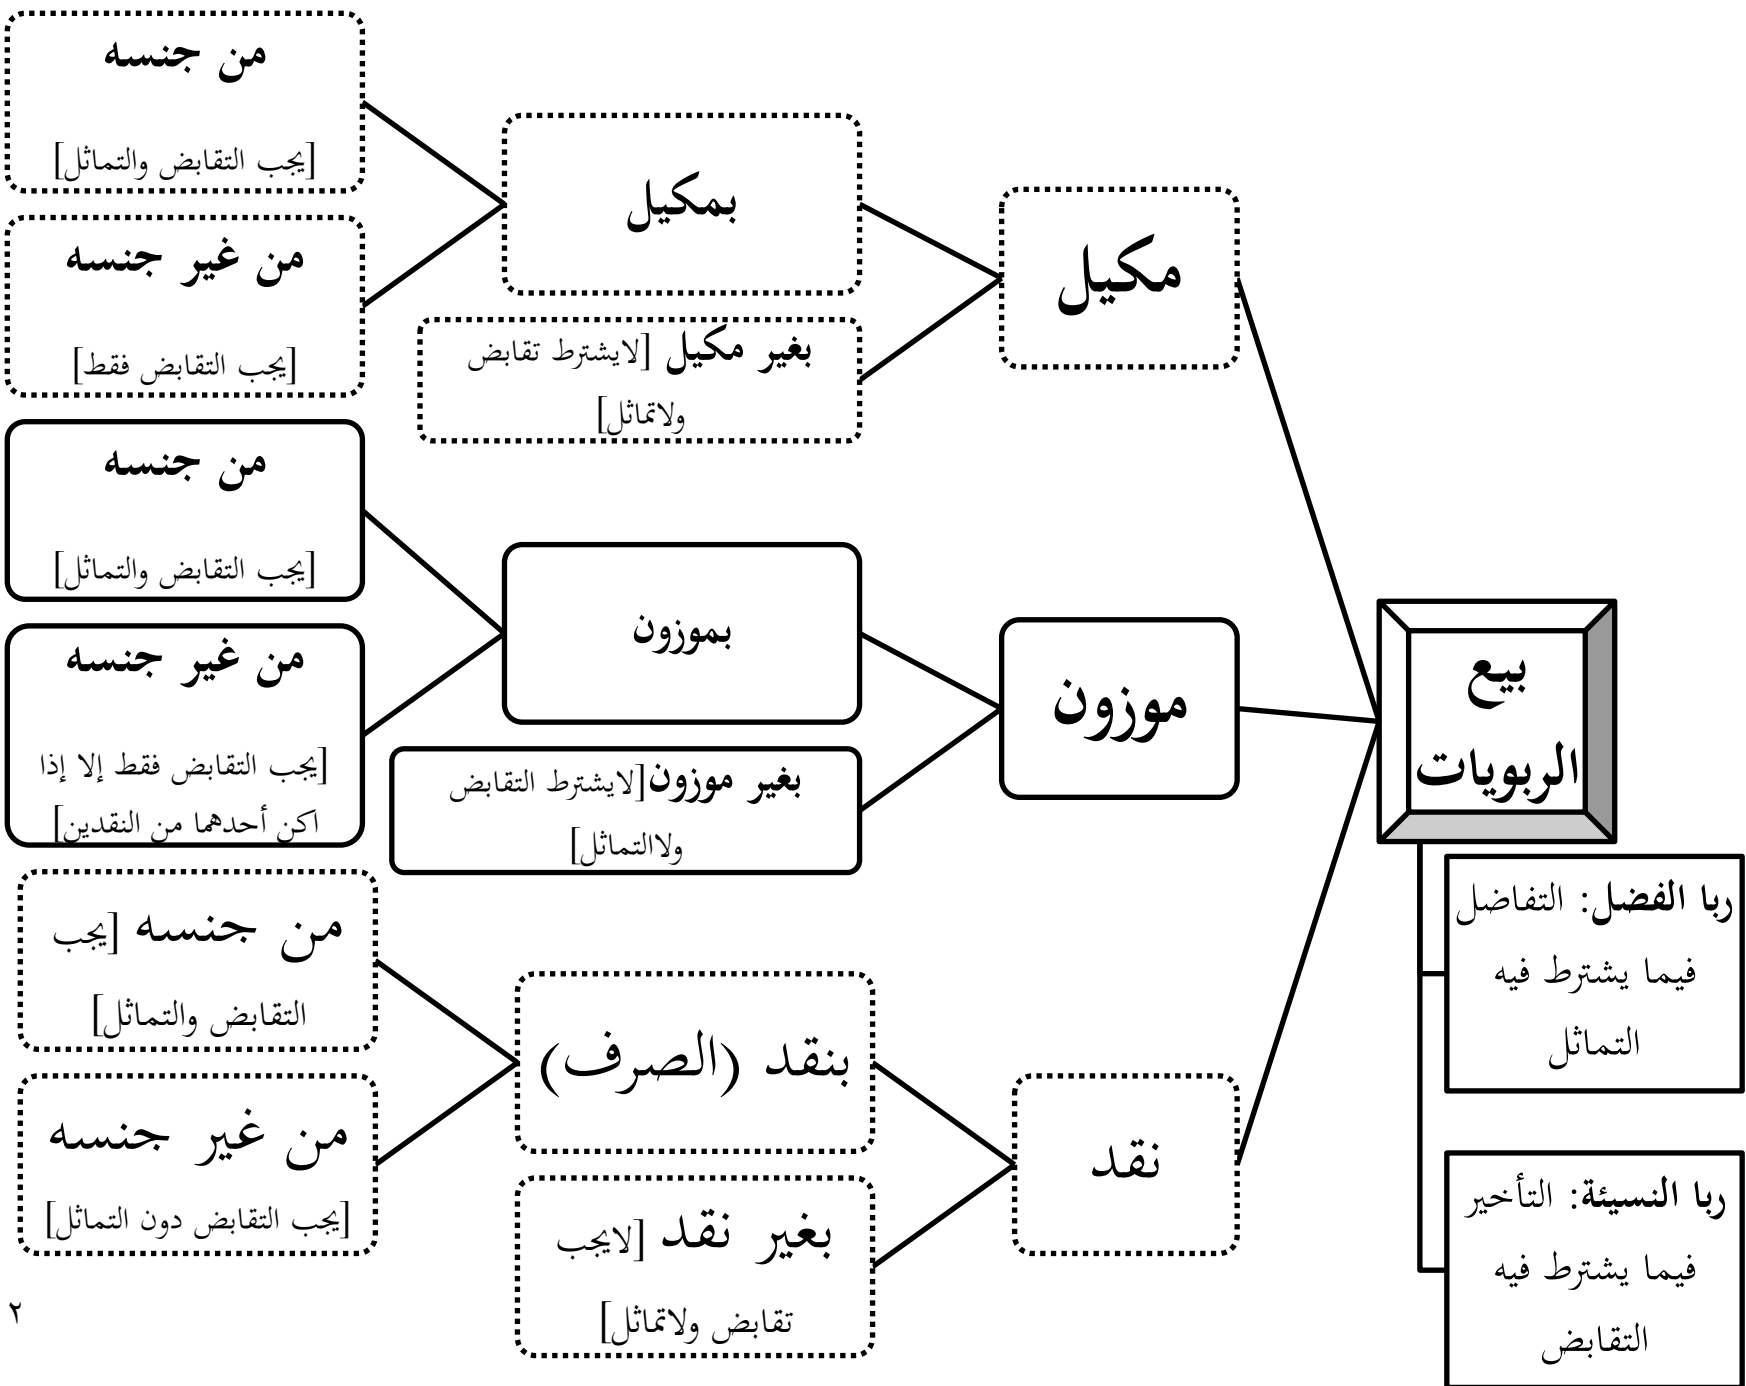 بيع
الربويات
ربا الفضل: التفاضل
فيما يشترط فيه
التماثل
ربا النسيئة: التأخير
فيما يشترط فيه
التقابض
مكيل
بمكيل
من جنسه
[يجب التقابض والتماثل]
من غير جنسه
[يجب التقابض فقط]
بغير مكيل [لايشترط تقابض
ولاتماثل]
موزون
بموزون
من جنسه
[يجب التقابض والتماثل]
من غير جنسه
[يجب التقابض فقط إلا إذا
اكن أحدهما من النقدين]
بغير موزون[لايشترط التقابض
ولاالتماثل]
نقد
بنقد (الصرف)
من جنسه [يجب
التقابض والتماثل]
من غير جنسه
[يجب التقابض دون التماثل]
بغير نقد [لايجب
تقابض ولاتماثل]
٢